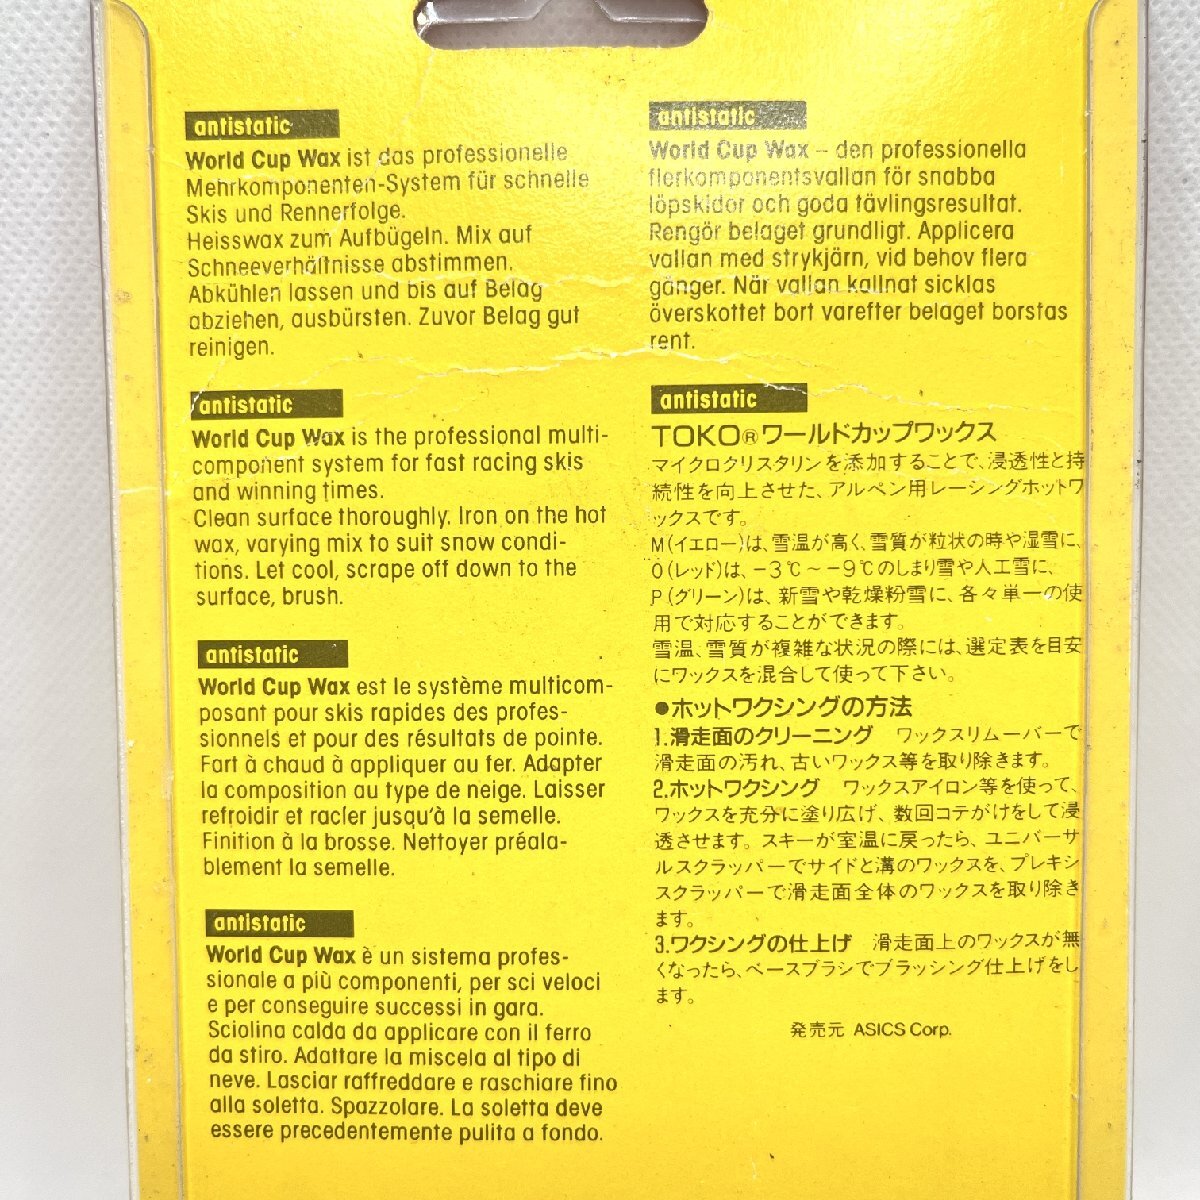 antistatic
World Cup Wax ist das professionelle
Mehrkomponenten-System für schnelle
Skis und Rennerfolge.
Heisswax zum Aufbügeln. Mix auf
Schneeverhältnisse abstimmen.
Abkühlen lassen und bis auf Belag
abziehen, ausbürsten. Zuvor Belag gut
reinigen.
antistatic
World Cup Wax is the professional multi-
component system for fast racing skis
and winning times.
Clean surface thoroughly. Iron on the hot
wax, varying mix to suit snow condi-
tions. Let cool, scrape off down to the
surface, brush.
antistatic
World Cup Wax est le système multicom-
posant pour skis rapides des profes-
sionnels et pour des résultats de pointe.
Fart à chaud à appliquer au fer. Adapter
la composition au type de neige. Laisser
refroidir et racler jusqu'à la semelle.
Finition à la brosse. Nettoyer préala-
blement la semelle.
antistatic
World Cup Wax è un sistema profes-
sionale a più componenti, per sci veloci
e per conseguire successi in gara.
Sciolina calda da applicare con il ferro
da stiro. Adattare la miscela al tipo di
neve. Lasciar raffreddare e raschiare fino
alla soletta. Spazzolare. La soletta deve
essere precedentemente pulita a fondo.
antistatic
World Cup Wax – den professionella
flerkomponentsvallan för snabba
löpskidor och goda tävlingsresultat.
Rengör belaget grundligt. Applicera
vallan med strykjärn, vid behov flera
gånger. När vallan kallnat sicklas
överskottet bort varefter belaget borstas
rent.
antistatic
TOKO®ワールドカップワックス
マイクロクリスタリンを添加することで、浸透性と持
続性を向上させた、アルペン用レーシングホットワ
ックスです。
M(イエロー)は、雪温が高く、雪質が粒状の時や湿雪に、
O(レッド)は、−3℃〜−9℃のしまり雪や人工雪に、
P(グリーン)は、新雪や乾燥粉雪に、各々単一の使
用で対応することができます。
雪温、雪質が複雑な状況の際には、選定表を目安
にワックスを混合して使って下さい。
●ホットワクシングの方法
1.滑走面のクリーニング ワックスリムーバーで
滑走面の汚れ、古いワックス等を取り除きます。
2.ホットワクシング ワックスアイロン等を使って、
ワックスを充分に塗り広げ、数回コテがけをして浸
透させます。スキーが室温に戻ったら、ユニバーサ
ルスクラッパーでサイドと溝のワックスを、プレキシ
スクラッパーで滑走面全体のワックスを取り除き
ます。
3.ワクシングの仕上げ 滑走面上のワックスが無
くなったら、ベースブラシでブラッシング仕上げをし
ます。
発売元 ASICS Corp.